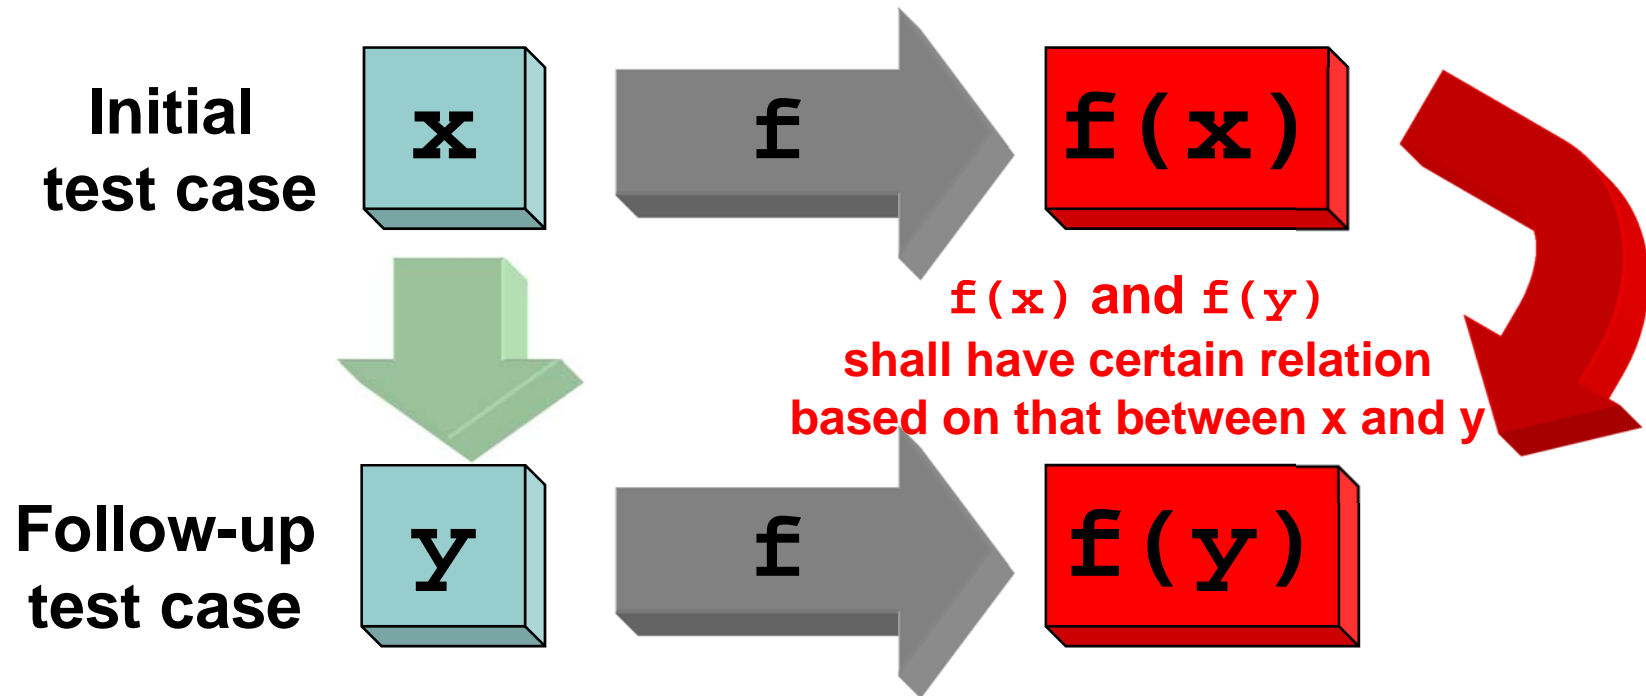 Initial
test case
x
f
f(x)
f(x) and f(y)
shall have certain relation
based on that between x and y
Follow-up
test case
y
f
f(y)